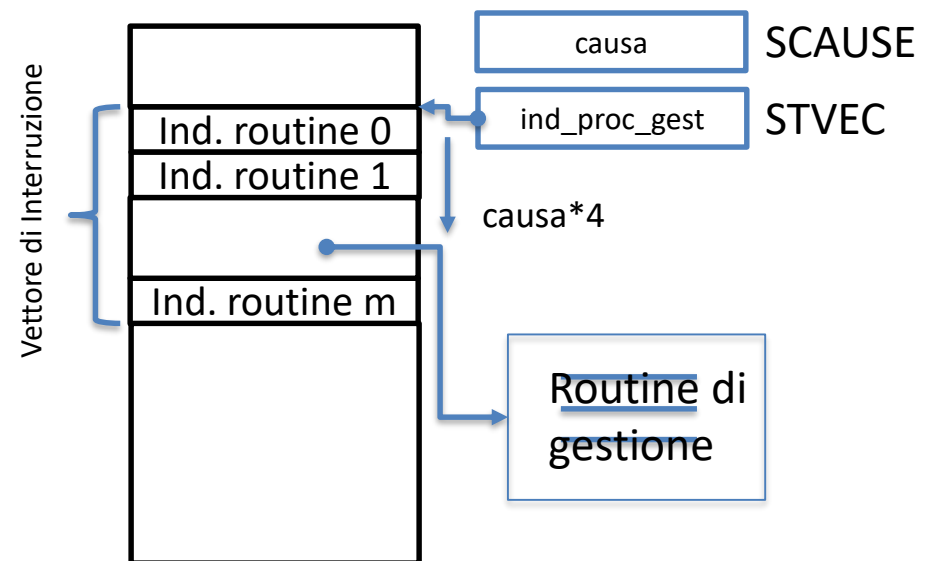 causa
SCAUSE
ind_proc_gest
STVEC
Vettore di Interruzione
Ind. routine 0
Ind. routine 1
causa*4
Ind. routine m
Routine di
gestione